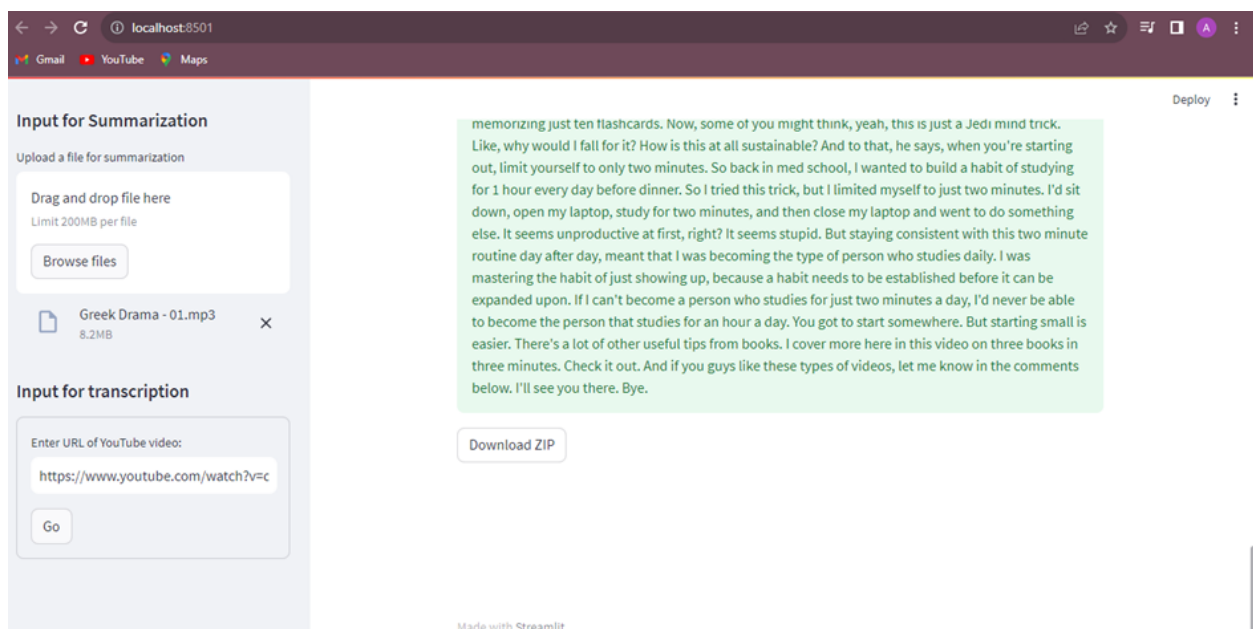 localhost:8501
A
Gmail
YouTube
Maps
Deploy
Input for Summarization
Upload a file for summarization
Drag and drop file here
Limit 200MB per file
Browse files
Greek Drama - 01.mp3
8.2MB
Input for transcription
Enter URL of YouTube video:
https://www.youtube.com/watch?v=c
Go
memorizing just ten flashcards. Now, some of you might think, yeah, this is just a Jedi mind trick.
Like, why would I fall for it? How is this at all sustainable? And to that, he says, when you're starting
out, limit yourself to only two minutes. So back in med school, I wanted to build a habit of studying
for 1 hour every day before dinner. So I tried this trick, but I limited myself to just two minutes. I'd sit
down, open my laptop, study for two minutes, and then close my laptop and went to do something
else. It seems unproductive at first, right? It seems stupid. But staying consistent with this two minute
routine day after day, meant that I was becoming the type of person who studies daily. I was
mastering the habit of just showing up, because a habit needs to be established before it can be
expanded upon. If I can't become a person who studies for just two minutes a day, I'd never be able
to become the person that studies for an hour a day. You got to start somewhere. But starting small is
easier. There's a lot of other useful tips from books. I cover more here in this video on three books in
three minutes. Check it out. And if you guys like these types of videos, let me know in the comments
below. I'll see you there. Bye.
Download ZIP
Made with Streamlit